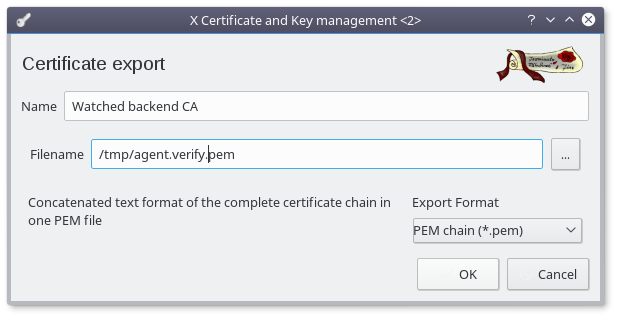 X Certificate and Key management <2>
Certificate export
Name Watched backend CA
Filename /tmp/agent.verify.pem ...
Concatenated text format of the complete certificate chain in
one PEM file
Export Format
PEM chain (*.pem)
OK Cancel